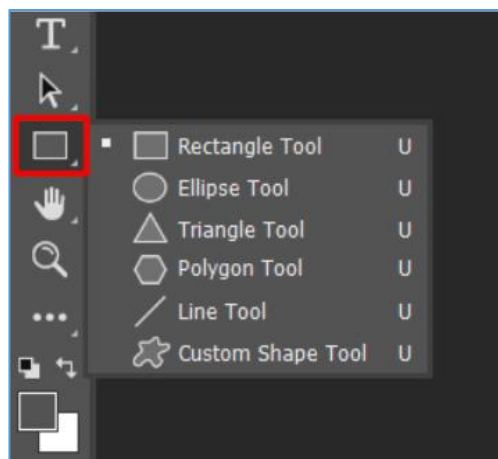 T
Rectangle Tool U
Ellipse Tool U
Triangle Tool U
Polygon Tool U
Line Tool U
Custom Shape Tool U